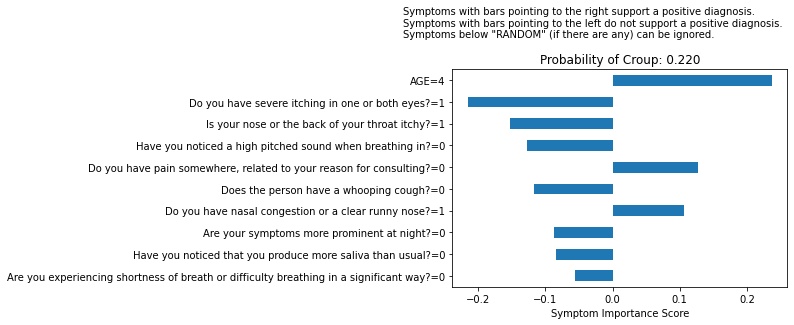 Symptoms with bars pointing to the right support a positive diagnosis.
Symptoms with bars pointing to the left do not support a positive diagnosis.
Symptoms below "RANDOM" (if there are any) can be ignored.
Probability of Croup: 0.220
AGE=4
Do you have severe itching in one or both eyes?=1
Is your nose or the back of your throat itchy?=1
Have you noticed a high pitched sound when breathing in?=0
Do you have pain somewhere, related to your reason for consulting?=0
Does the person have a whooping cough?=0
Do you have nasal congestion or a clear runny nose?=1
Are your symptoms more prominent at night?=0
Have you noticed that you produce more saliva than usual?=0
Are you experiencing shortness of breath or difficulty breathing in a significant way?=0
−0.2 −0.1 0.0 0.1 0.2
Symptom Importance Score